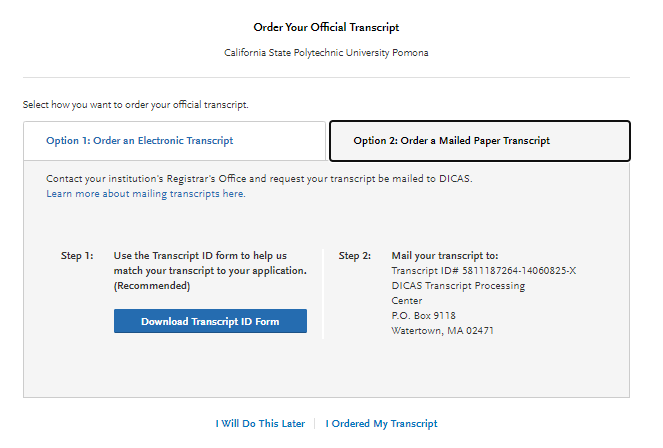 Order Your Official Transcript
California State Polytechnic University Pomona
Select how you want to order your official transcript.
Option 1: Order an Electronic Transcript
Option 2: Order a Mailed Paper Transcript
Contact your institution's Registrar's Office and request your transcript be mailed to DICAS.
Learn more about mailing transcripts here.
Step 1:
Use the Transcript ID form to help us
match your transcript to your application.
(Recommended)
Download Transcript ID Form
Step 2:
Mail your transcript to:
Transcript ID# 5811187264-14060825-X
DICAS Transcript Processing
Center
P.O. Box 9118
Watertown, MA 02471
I Will Do This Later
I Ordered My Transcript